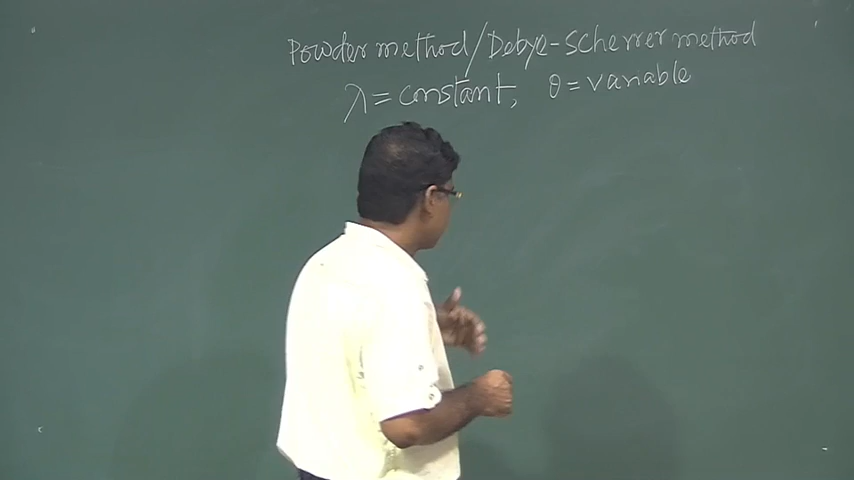 Powder method/Debye-Scherrer method
λ = constant, θ = variable